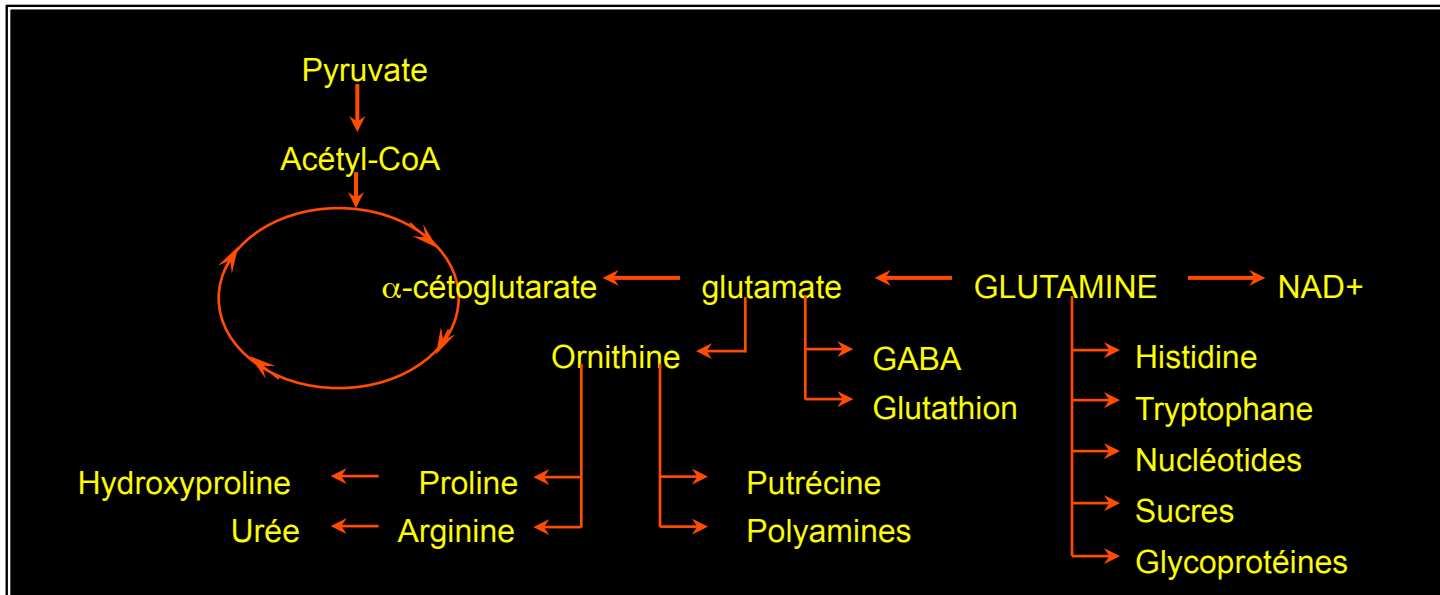 Pyruvate
Acétyl-CoA
α-cétoglutarate glutamate GLUTAMINE NAD+
Ornithine GABA Histidine
Glutathion Tryptophane
Nucléotides
Hydroxyproline Proline Putrécine
Sucres
Urée Arginine Polyamines
Glycoprotéines